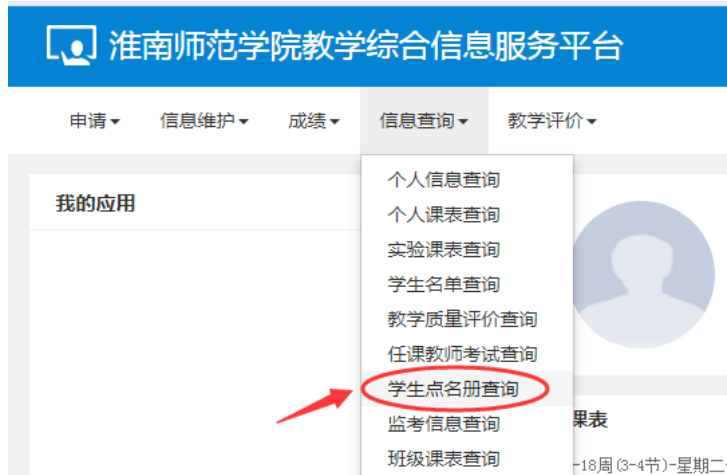 淮南师范学院教学综合信息服务平台
申请 信息维护 成绩 信息查询 教学评价
我的应用
个人信息查询
个人课表查询
实验课表查询
学生名单查询
教学质量评价查询
任课教师考试查询
学生点名册查询
监考信息查询
班级课表查询
课表
-18周(3-4节)-星期二